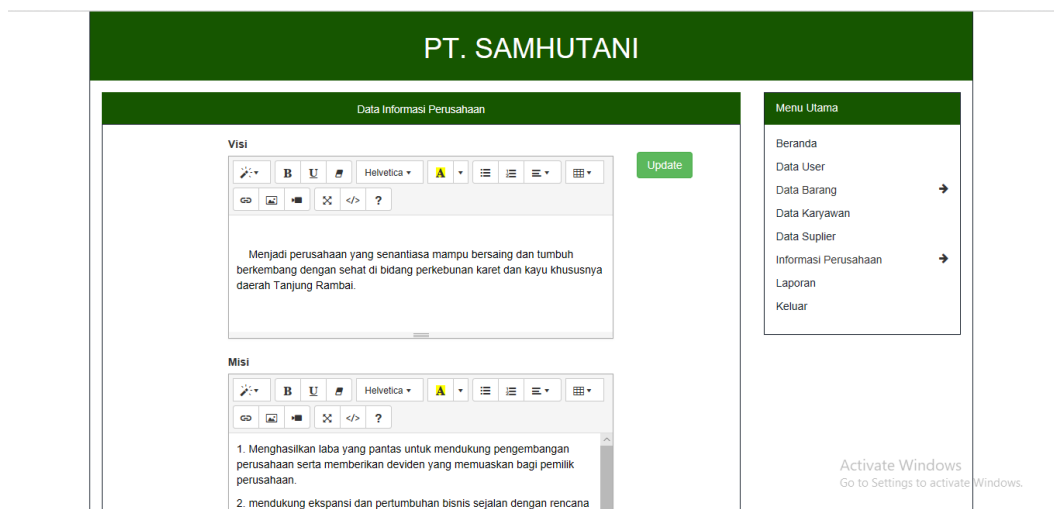 PT. SAMHUTANI
Data Informasi Perusahaan
Visi
B U Helvetica A
</> ?
Menjadi perusahaan yang senantiasa mampu bersaing dan tumbuh
berkembang dengan sehat di bidang perkebunan karet dan kayu khususnya
daerah Tanjung Rambai.
Update
Misi
B U Helvetica A
</> ?
1. Menghasilkan laba yang pantas untuk mendukung pengembangan
perusahaan serta memberikan deviden yang memuaskan bagi pemilik
perusahaan.
2. mendukung ekspansi dan pertumbuhan bisnis sejalan dengan rencana
Menu Utama
Beranda
Data User
Data Barang
Data Karyawan
Data Suplier
Informasi Perusahaan
Laporan
Keluar
Activate Windows
Go to Settings to activate Windows.